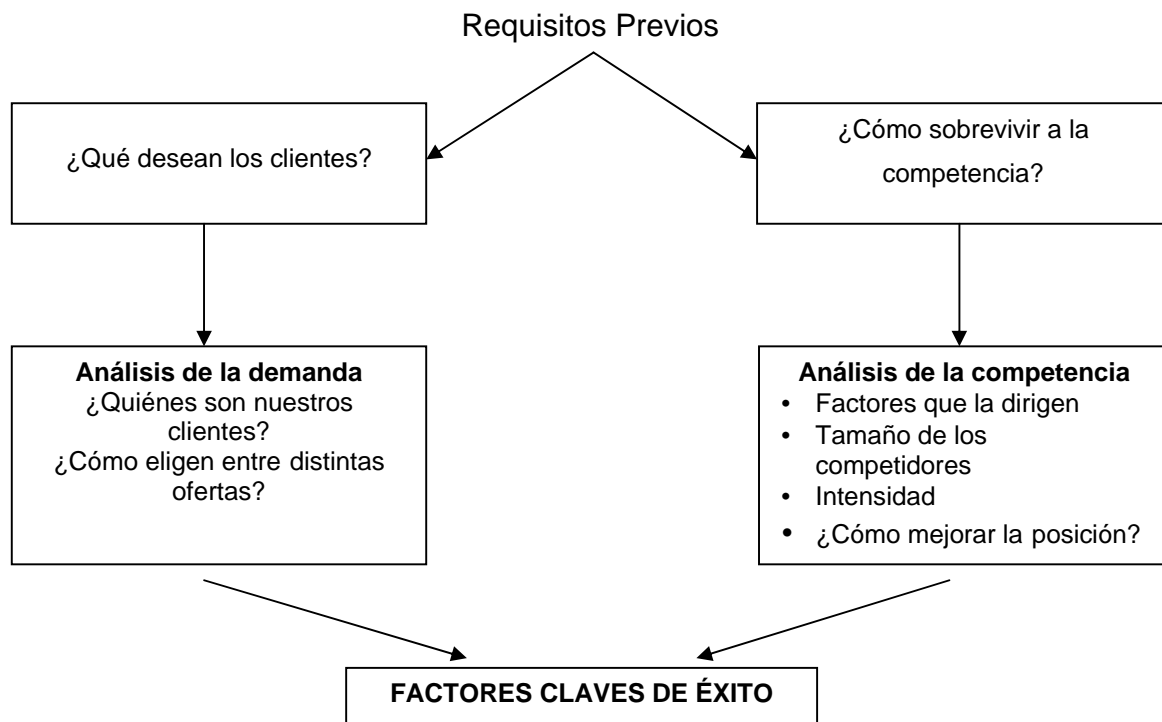 Requisitos Previos
¿Qué desean los clientes?
¿Cómo sobrevivir a la
competencia?
Análisis de la demanda
¿Quiénes son nuestros
clientes?
¿Cómo eligen entre distintas
ofertas?
Análisis de la competencia
• Factores que la dirigen
• Tamaño de los
competidores
• Intensidad
• ¿Cómo mejorar la posición?
FACTORES CLAVES DE ÉXITO